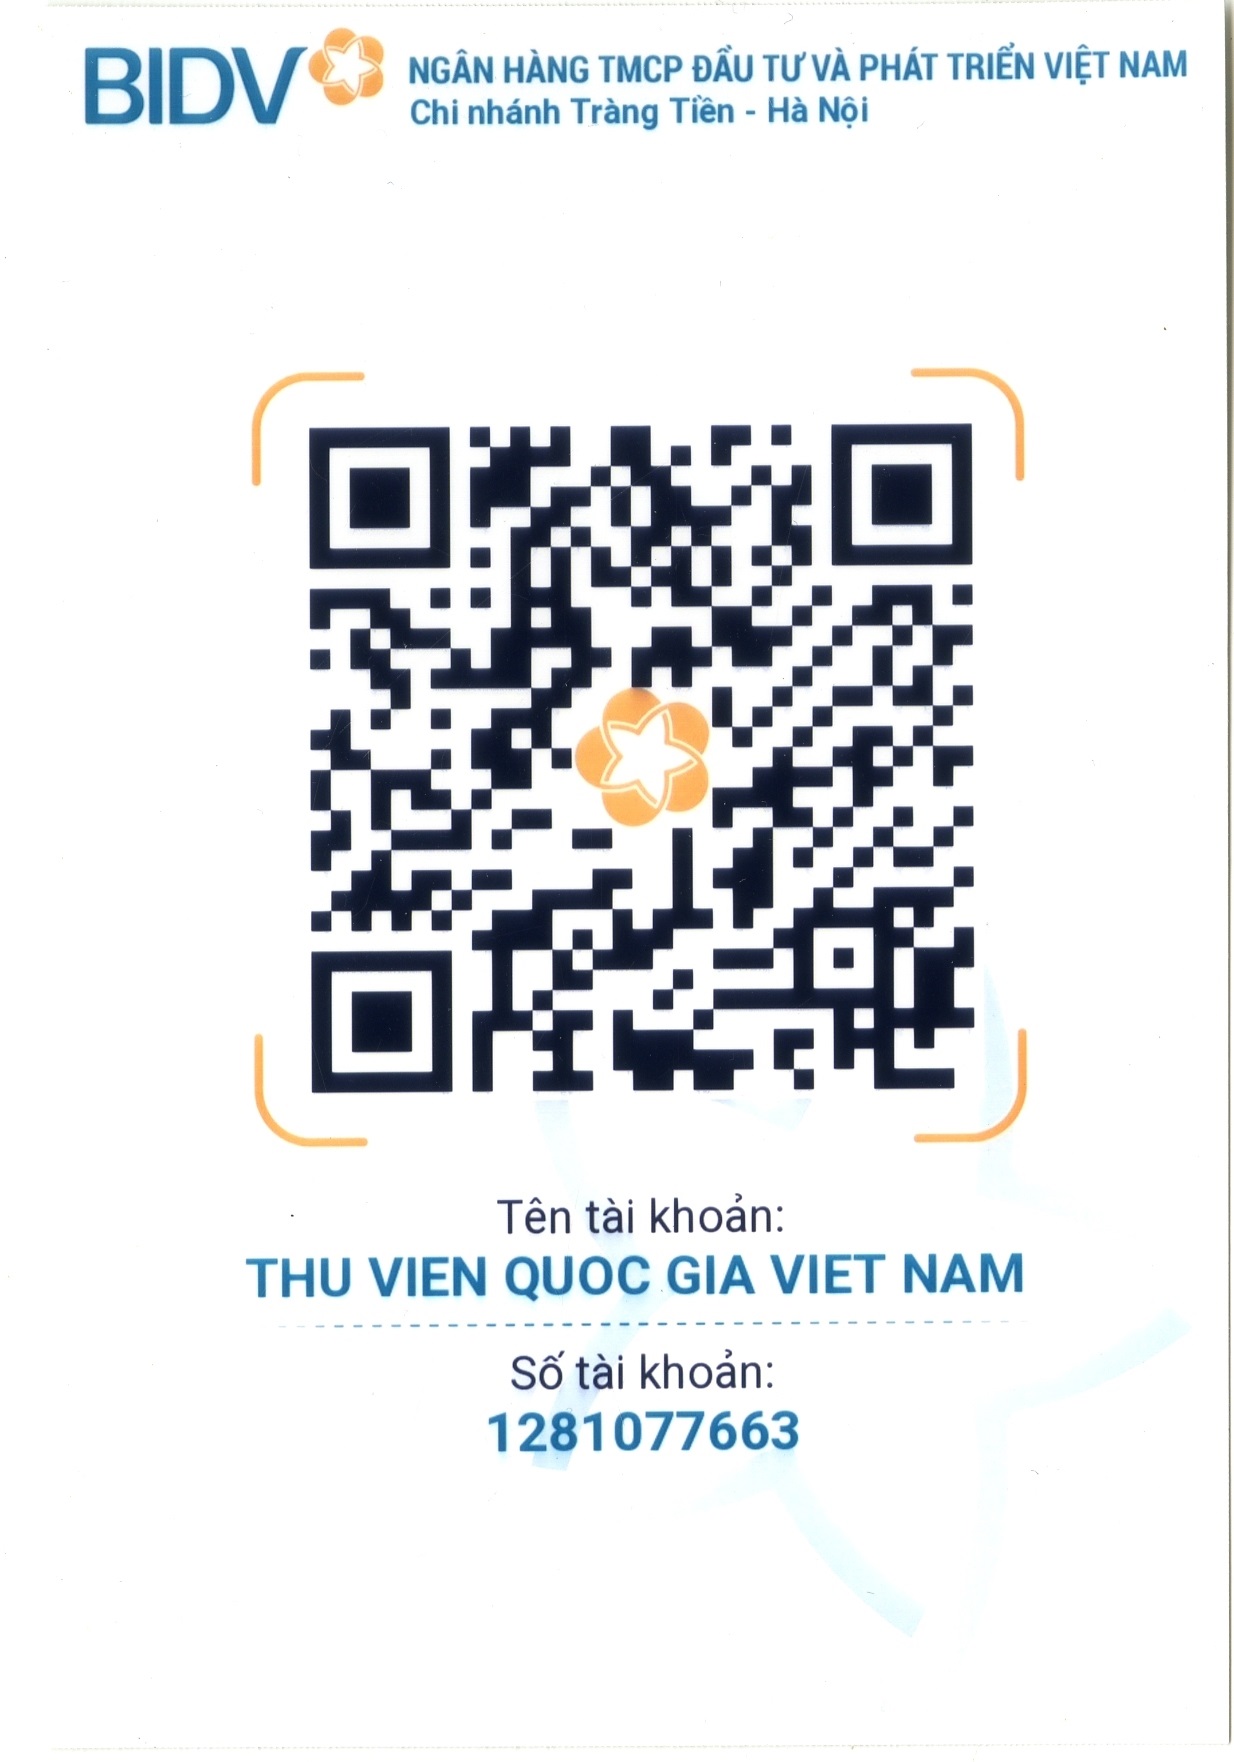 BIDV
NGÂN HÀNG TMCP ĐẦU TƯ VÀ PHÁT TRIỂN VIỆT NAM
Chi nhánh Tràng Tiền - Hà Nội
Tên tài khoản:
THU VIEN QUOC GIA VIET NAM
Số tài khoản:
1281077663